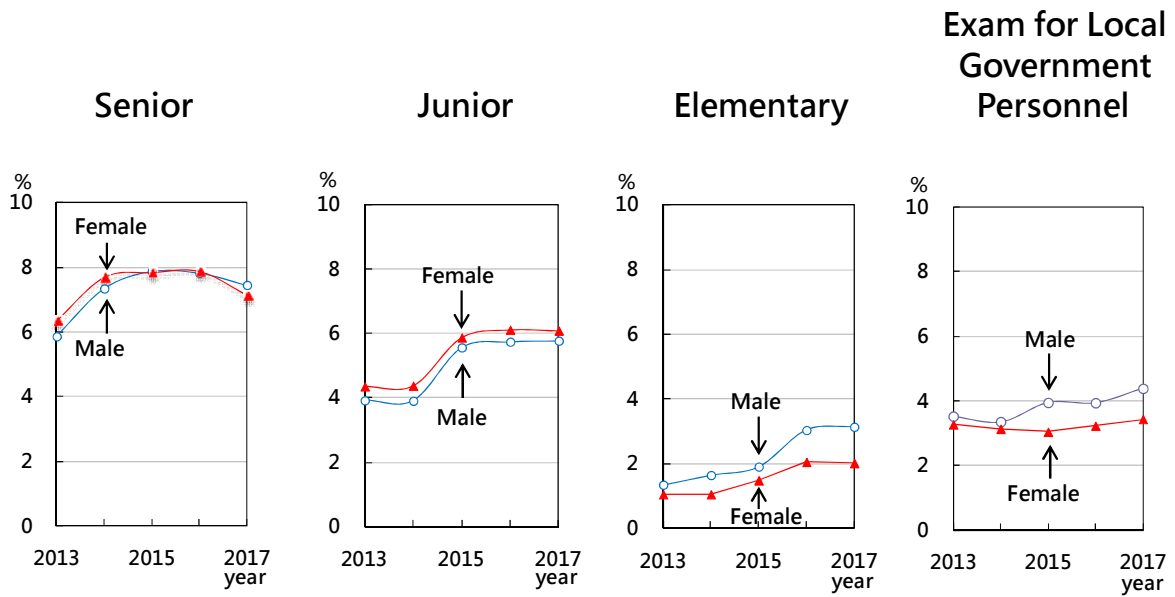 Senior
%
10
8
6
4
2
0
Female
Male
2013
2015
2017
year
Junior
%
10
8
6
4
2
0
Female
Male
2013
2015
2017
year
Elementary
%
10
8
6
4
2
0
Male
Female
2013
2015
2017
year
Exam for Local
Government
Personnel
%
10
8
6
4
2
0
Male
Female
2013
2015
2017
year